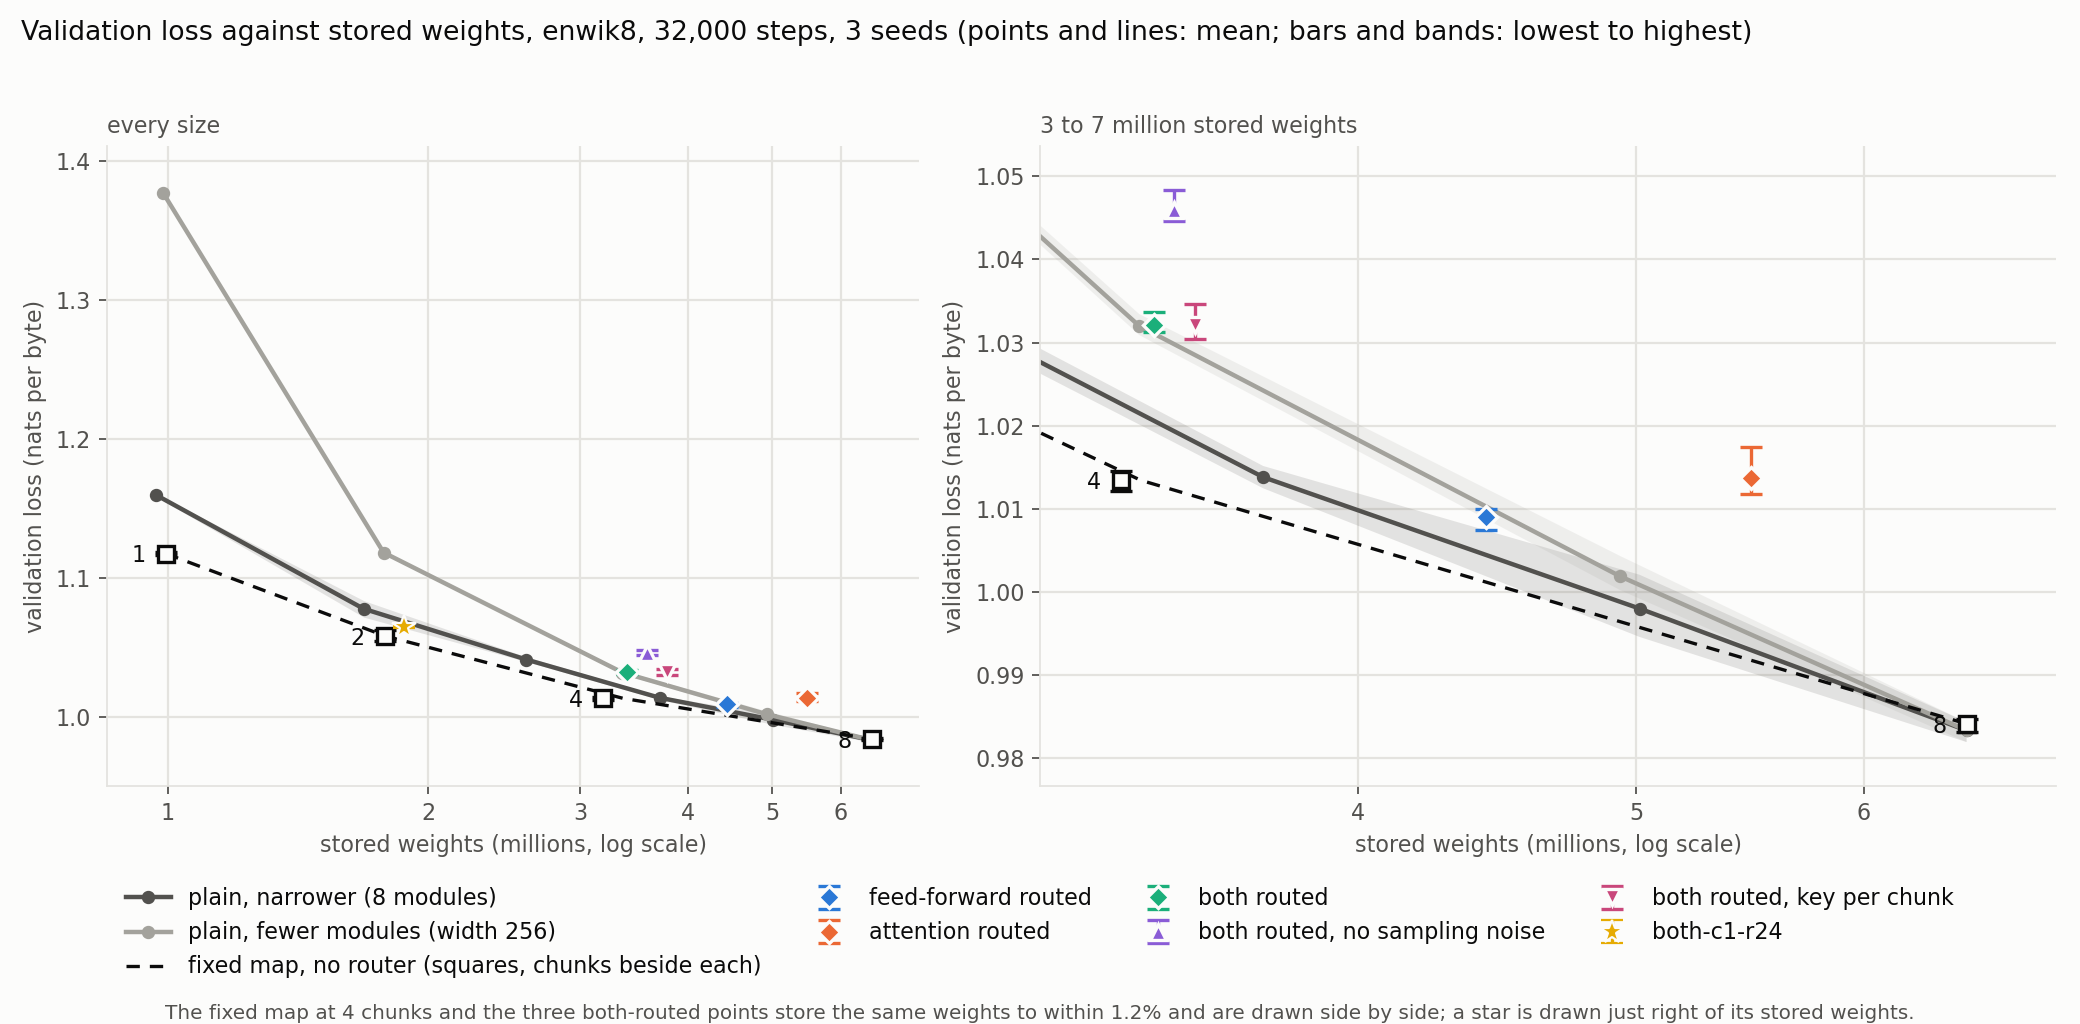 Validation loss against stored weights, enwik8, 32,000 steps, 3 seeds (points and lines: mean; bars and bands: lowest to highest)
every size
validation loss (nats per byte)
1.4
1.3
1.2
1.1
1.0
1
2
4
8
1 2 3 4 5 6
stored weights (millions, log scale)
3 to 7 million stored weights
validation loss (nats per byte)
1.05
1.04
1.03
1.02
1.01
1.00
0.99
0.98
4
8
4 5 6
stored weights (millions, log scale)
plain, narrower (8 modules)
plain, fewer modules (width 256)
fixed map, no router (squares, chunks beside each)
feed-forward routed
attention routed
both routed
both routed, no sampling noise
both routed, key per chunk
both-c1-r24
The fixed map at 4 chunks and the three both-routed points store the same weights to within 1.2% and are drawn side by side; a star is drawn just right of its stored weights.